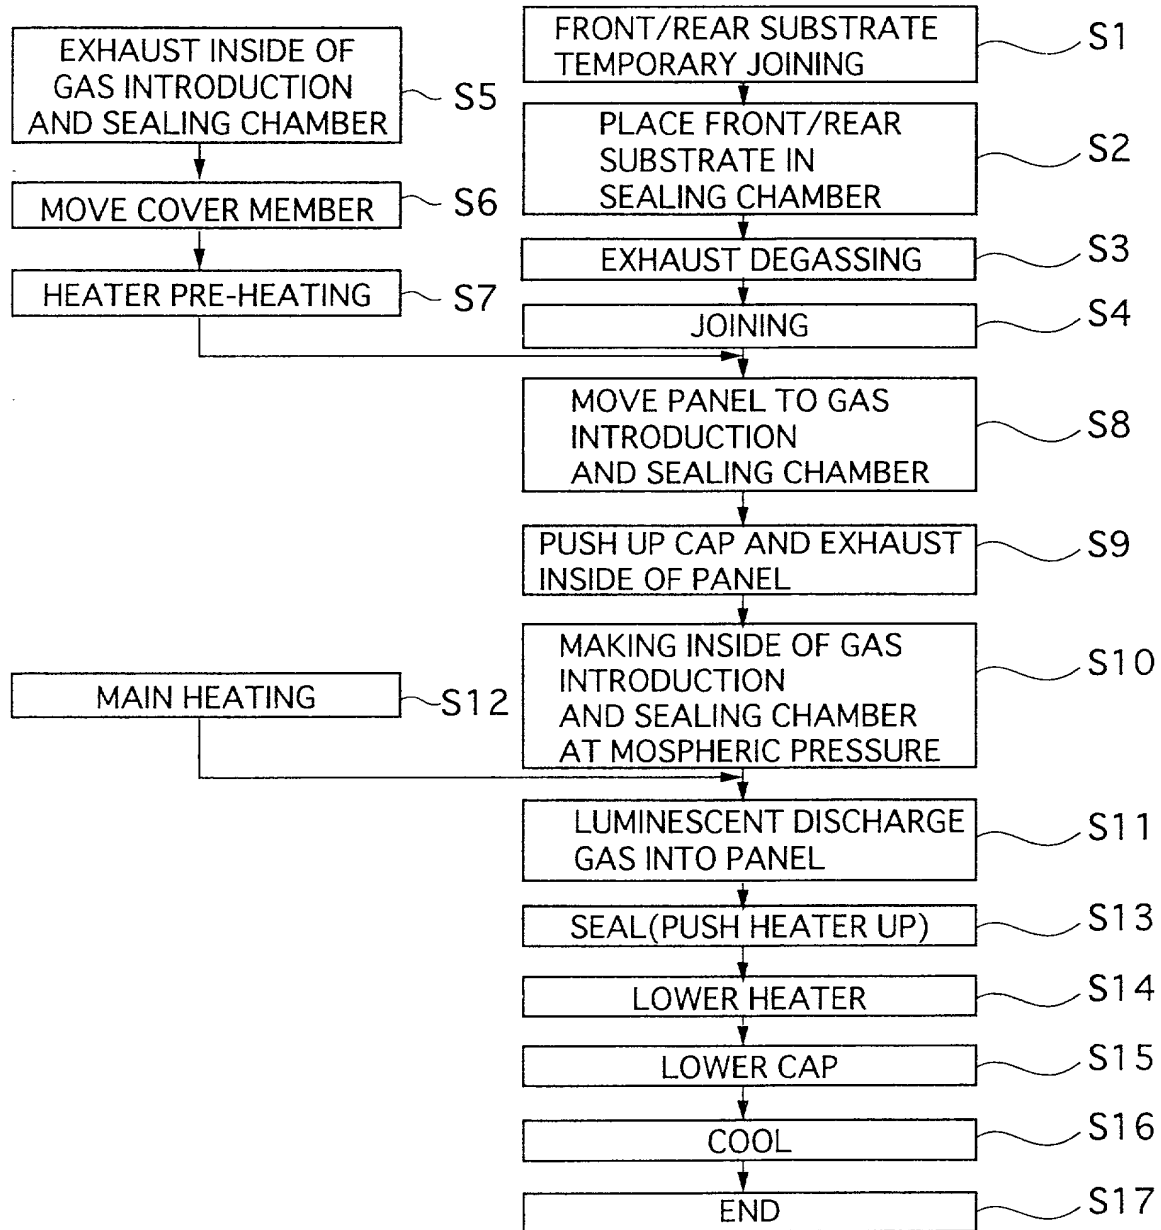 FRONT/REAR SUBSTRATE
TEMPORARY JOINING
S1
EXHAUST INSIDE OF
GAS INTRODUCTION
AND SEALING CHAMBER
S5
PLACE FRONT/REAR
SUBSTRATE IN
SEALING CHAMBER
S2
MOVE COVER MEMBER
S6
EXHAUST DEGASSING
S3
HEATER PRE-HEATING
S7
JOINING
S4
MOVE PANEL TO GAS
INTRODUCTION
AND SEALING CHAMBER
S8
PUSH UP CAP AND EXHAUST
INSIDE OF PANEL
S9
MAKING INSIDE OF GAS
INTRODUCTION
AND SEALING CHAMBER
AT MOSPHERIC PRESSURE
S10
MAIN HEATING
S12
LUMINESCENT DISCHARGE
GAS INTO PANEL
S11
SEAL(PUSH HEATER UP)
S13
LOWER HEATER
S14
LOWER CAP
S15
COOL
S16
END
S17